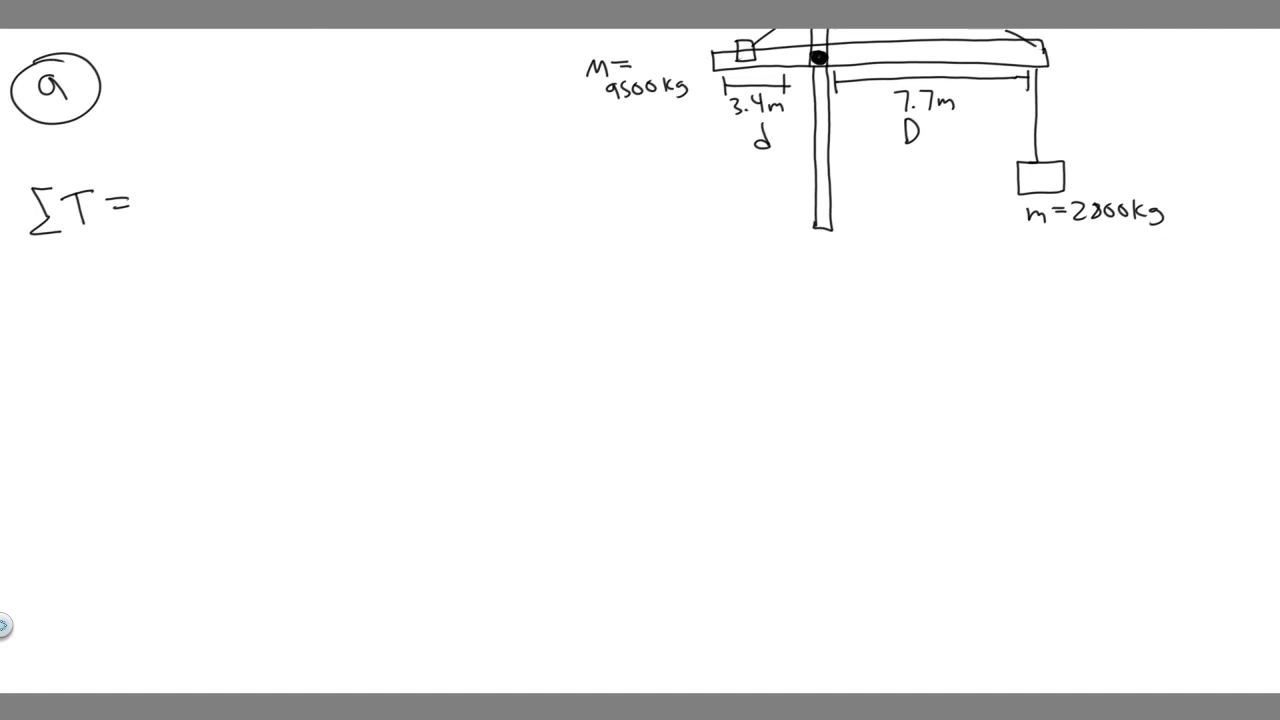 a
ΣT =
M =
9500kg
3.4m
d
7.7m
D
m=2800kg